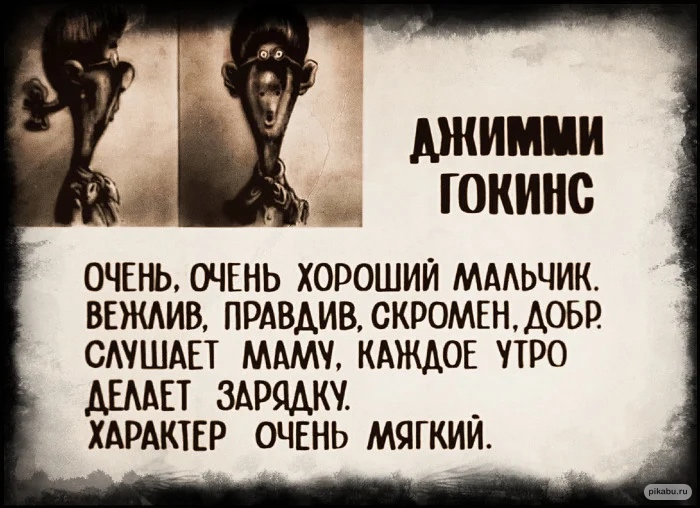 ДЖИММИ
ГОКИНС
ОЧЕНЬ, ОЧЕНЬ ХОРОШИЙ МАЛЬЧИК.
ВЕЖЛИВ, ПРАВДИВ, СКРОМЕН, ДОБР.
СЛУШАЕТ МАМУ, КАЖДОЕ УТРО
ДЕЛАЕТ ЗАРЯДКУ.
ХАРАКТЕР ОЧЕНЬ МЯГКИЙ.
pikabu.ru